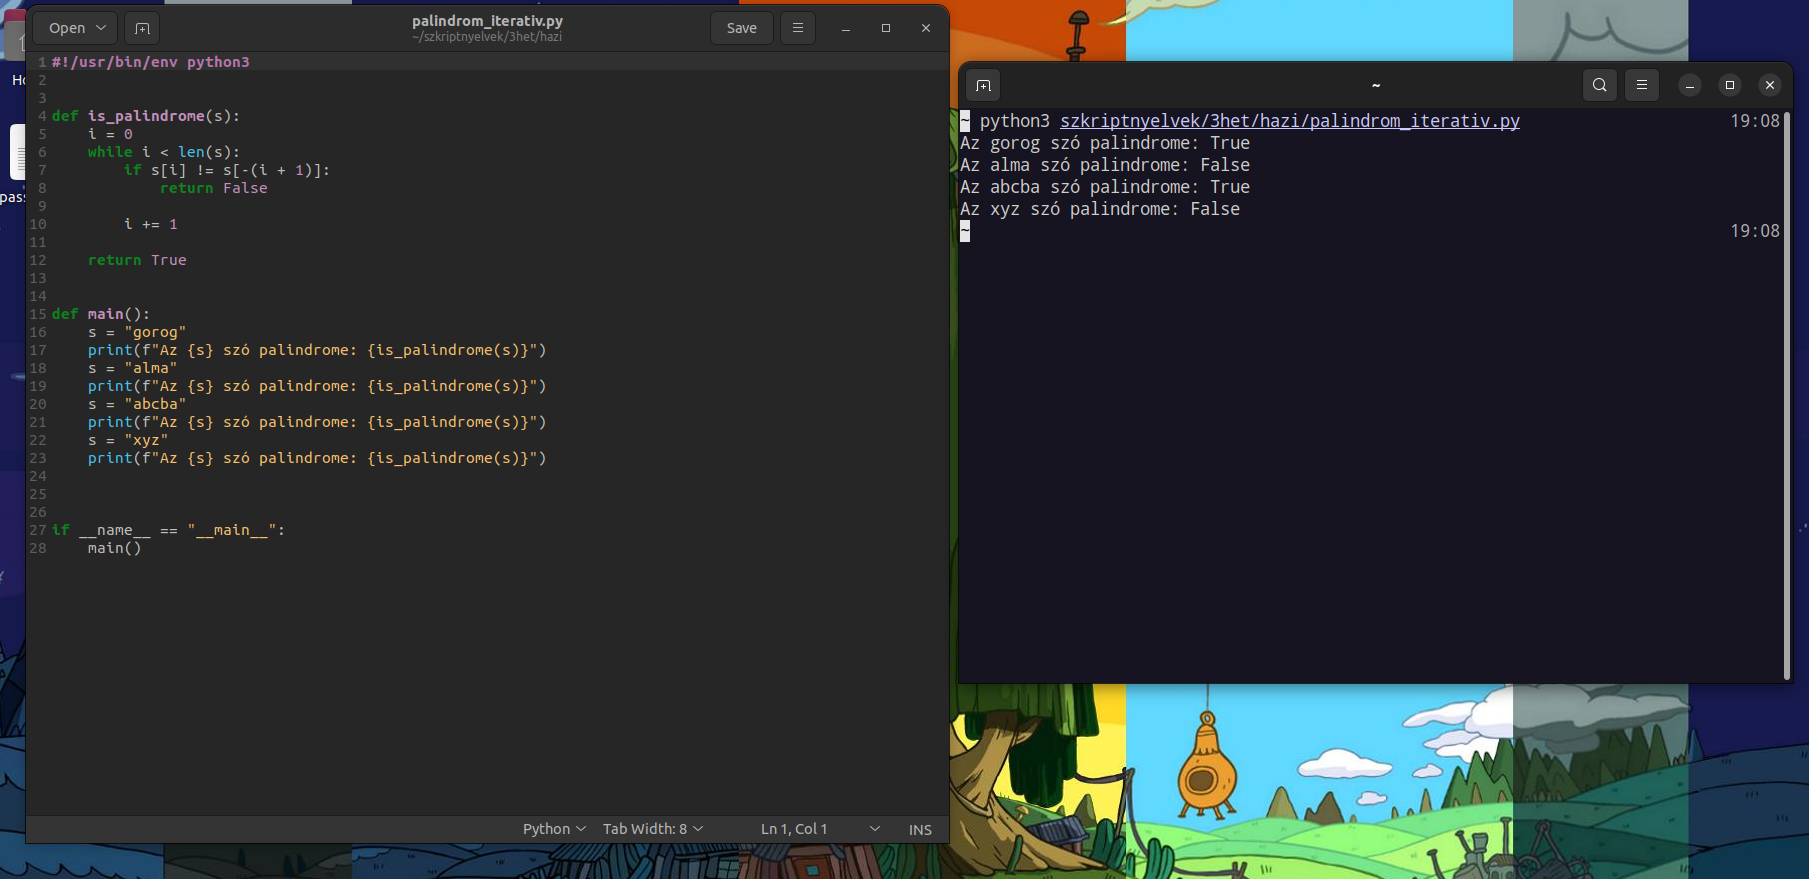 Open
palindrom_iterativ.py
~/szkriptnyelvek/3het/hazi
Save
1 #!/usr/bin/env python3
2
3
4 def is_palindrome(s):
5     i = 0
6     while i < len(s):
7         if s[i] != s[-(i + 1)]:
8             return False
9
10         i += 1
11
12     return True
13
14
15 def main():
16     s = "gorog"
17     print(f"Az {s} szó palindrome: {is_palindrome(s)}")
18     s = "alma"
19     print(f"Az {s} szó palindrome: {is_palindrome(s)}")
20     s = "abcba"
21     print(f"Az {s} szó palindrome: {is_palindrome(s)}")
22     s = "xyz"
23     print(f"Az {s} szó palindrome: {is_palindrome(s)}")
24
25
26
27 if __name__ == "__main__":
28     main()
Python Tab Width: 8 Ln 1, Col 1 INS
~
~ python3 szkriptnyelvek/3het/hazi/palindrom_iterativ.py 19:08
Az gorog szó palindrome: True
Az alma szó palindrome: False
Az abcba szó palindrome: True
Az xyz szó palindrome: False
~ 19:08